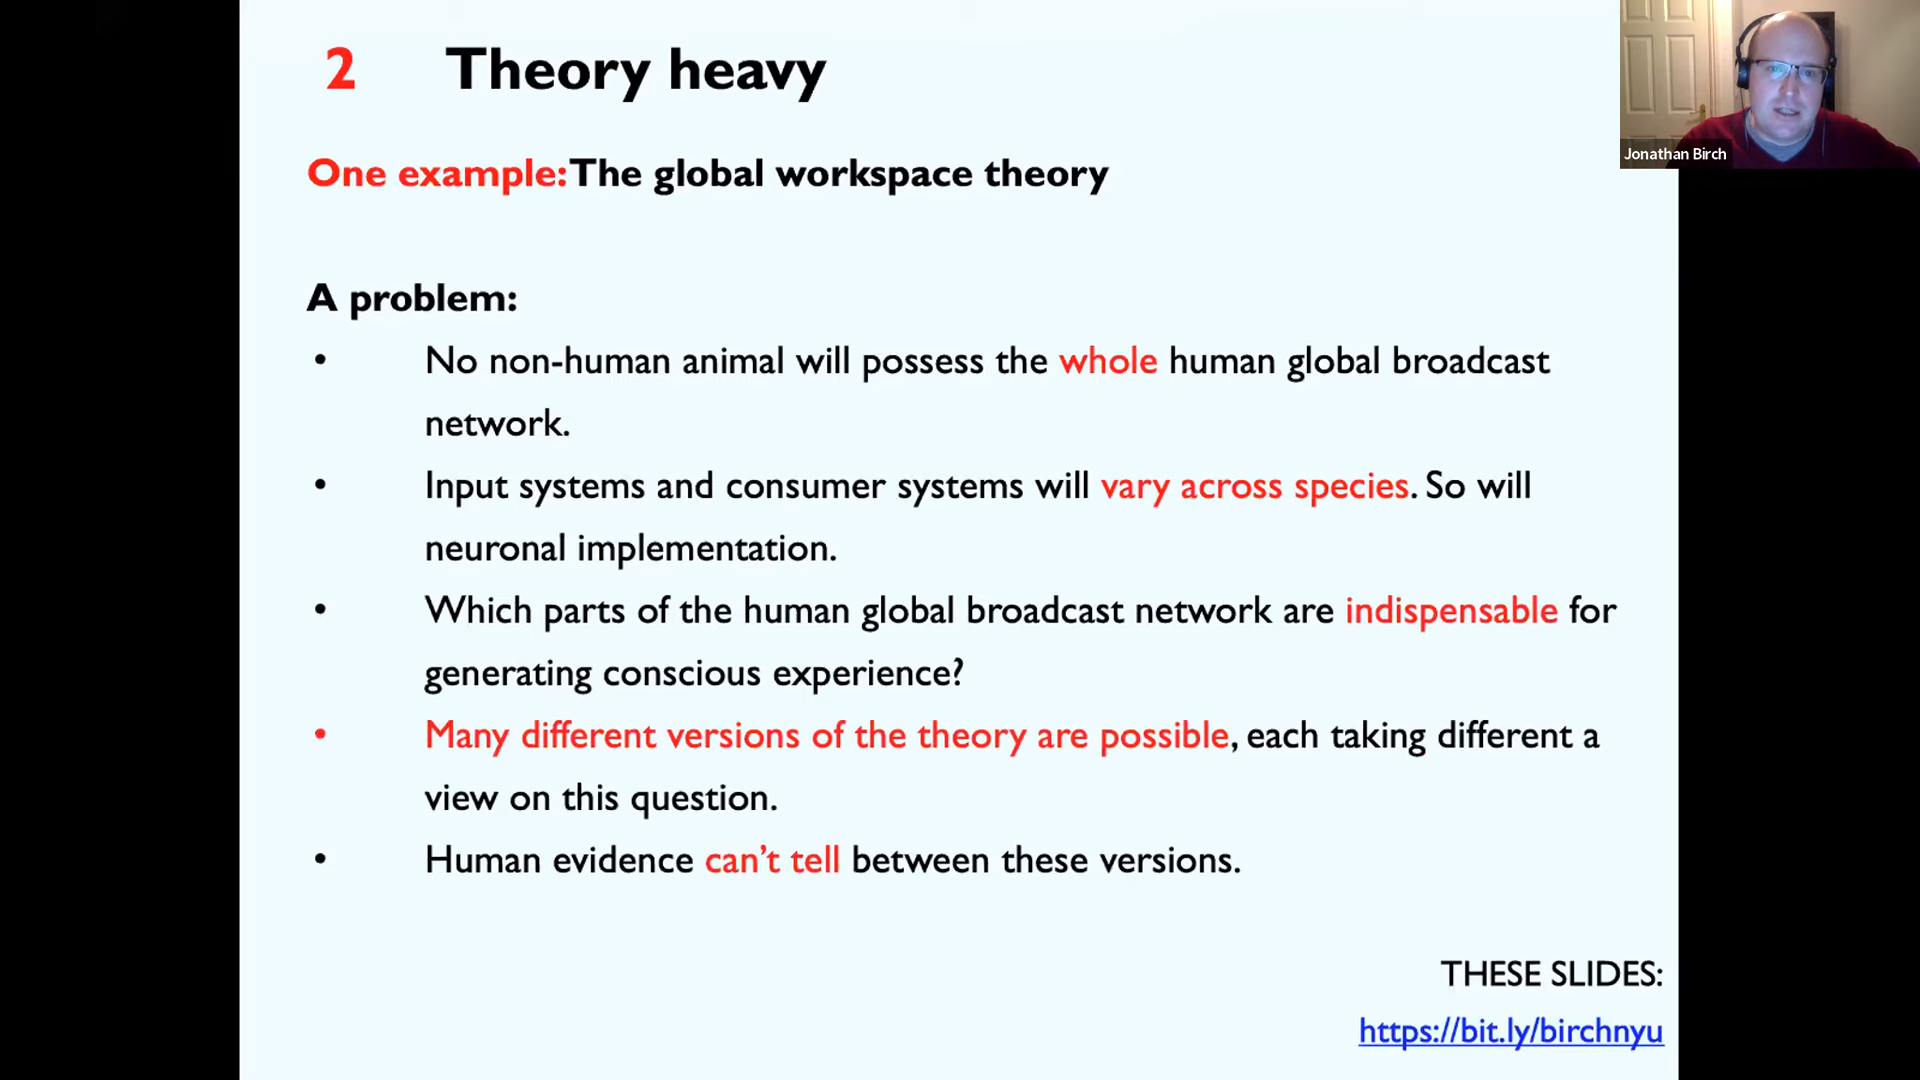 2 Theory heavy
Jonathan Birch
One example: The global workspace theory
A problem:
• No non-human animal will possess the whole human global broadcast
network.
• Input systems and consumer systems will vary across species. So will
neuronal implementation.
• Which parts of the human global broadcast network are indispensable for
generating conscious experience?
• Many different versions of the theory are possible, each taking different a
view on this question.
• Human evidence can’t tell between these versions.
THESE SLIDES:
https://bit.ly/birchnyu